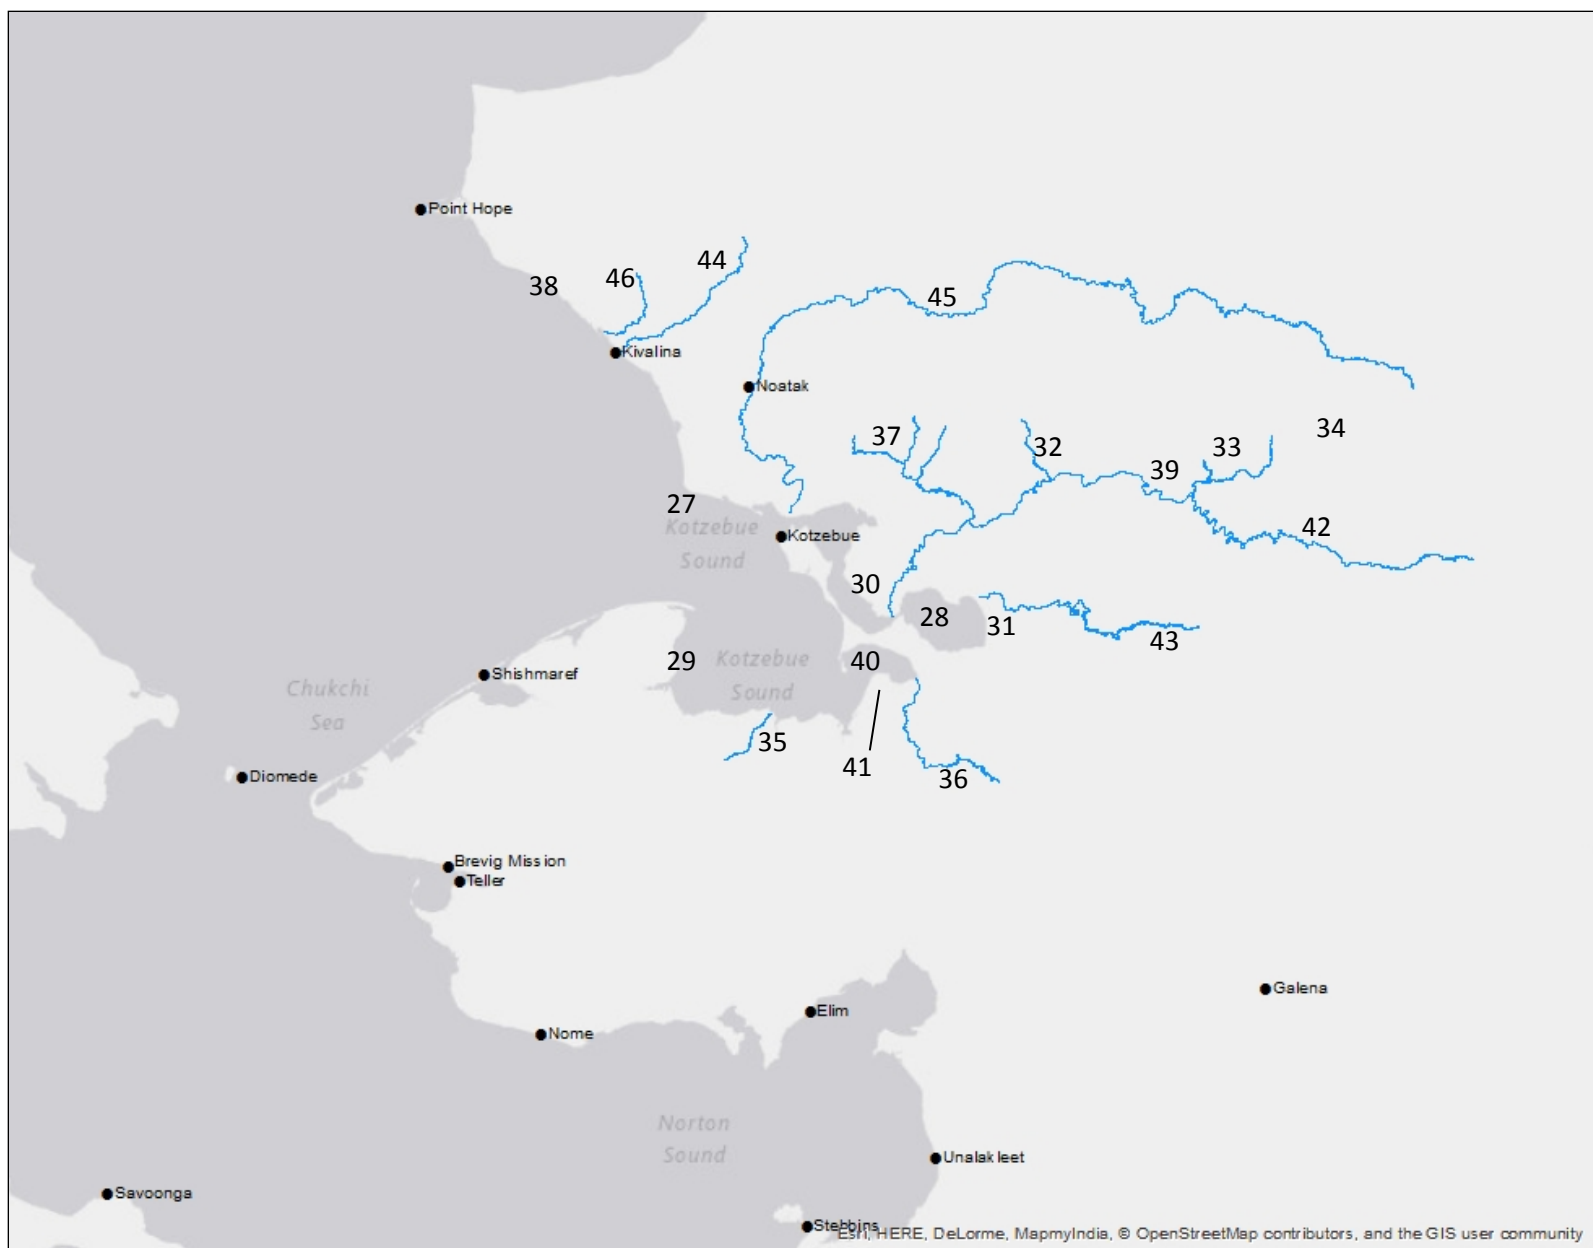 Point Hope
44
46
38
45
Kivalina
Noatak
34
37
32
33
39
27
Kotzebue
Sound
42
Kotzebue
30
28
31
43
29
Kotzebue
Sound
40
Shishmaref
Chukchi
Sea
35
41
36
Diomede
Brevig Mission
Teller
Galena
Elim
Nome
Norton
Sound
Unalakleet
Savoonga
Stebbins
Esri, HERE, DeLorme, MapmyIndia, © OpenStreetMap contributors, and the GIS user community